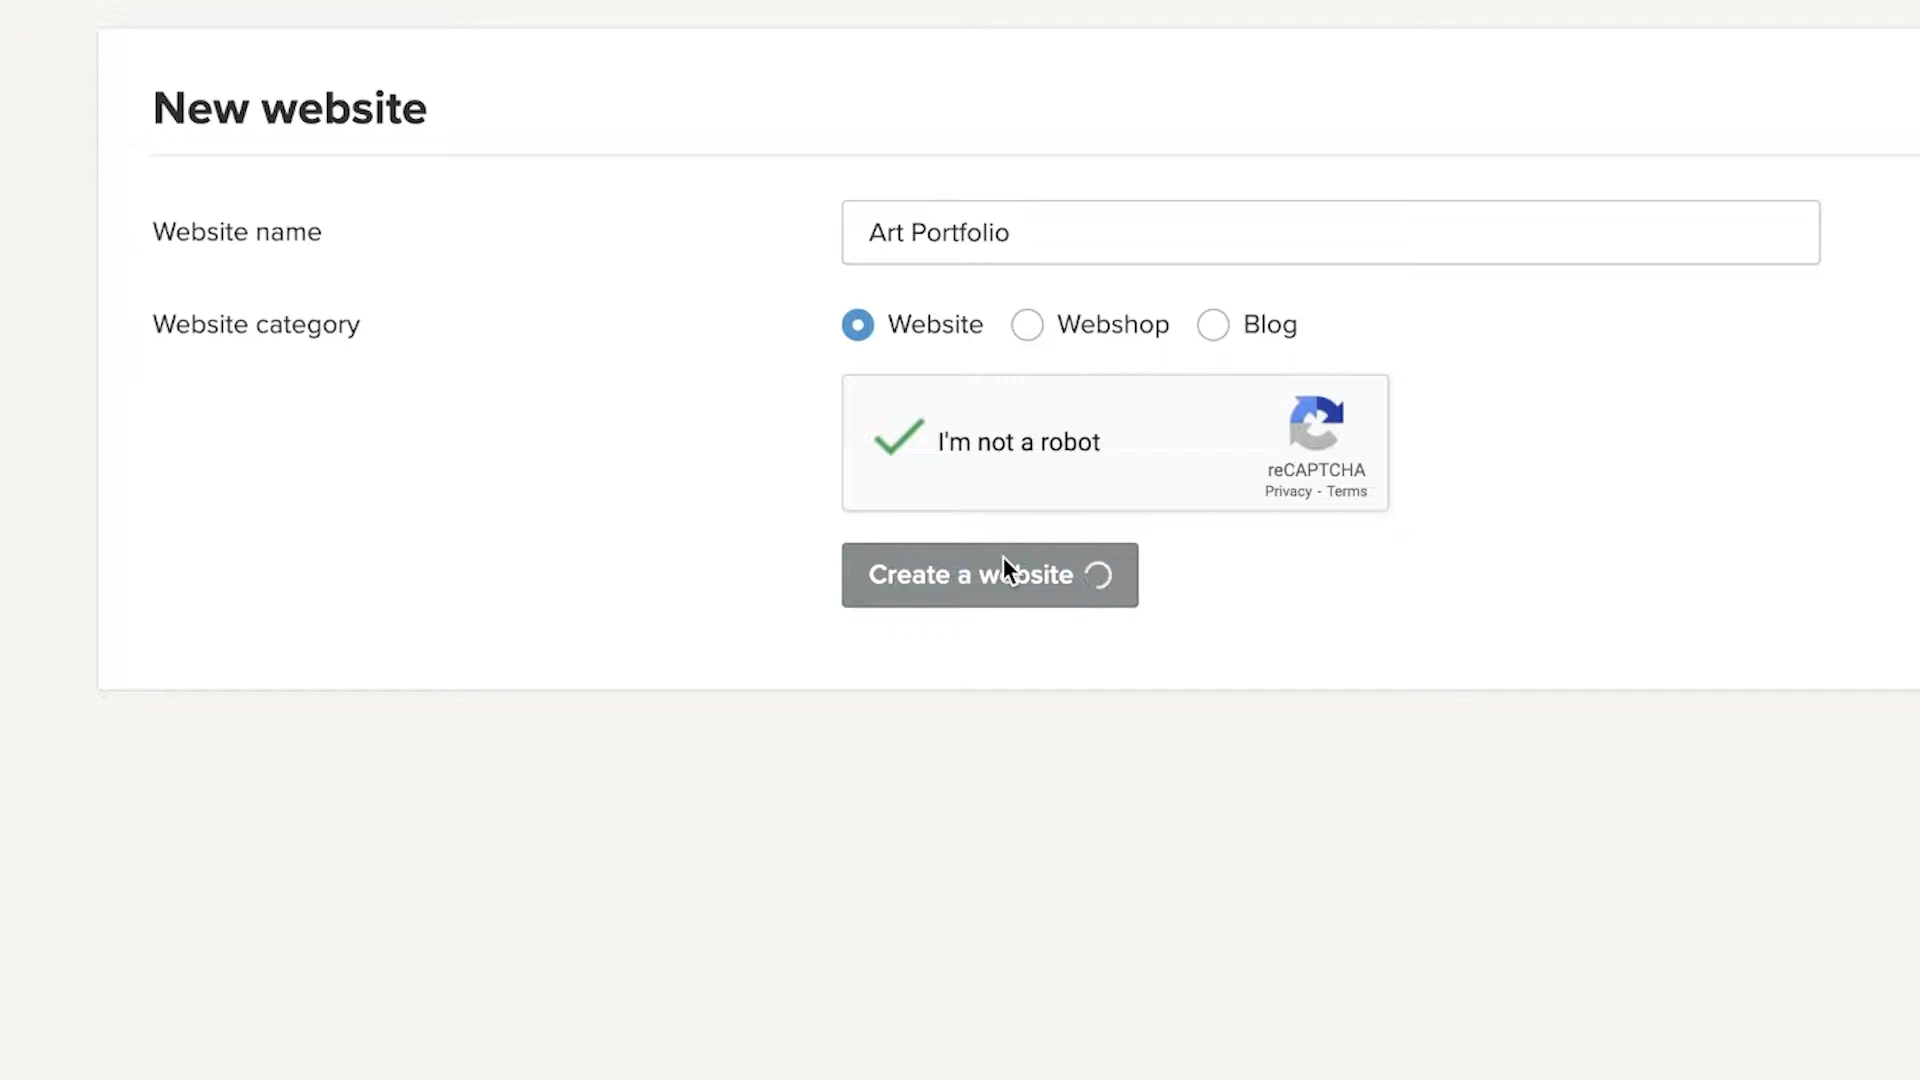 New website
Website name
Art Portfolio
Website category
Website
Webshop
Blog
I'm not a robot
reCAPTCHA
Privacy - Terms
Create a website